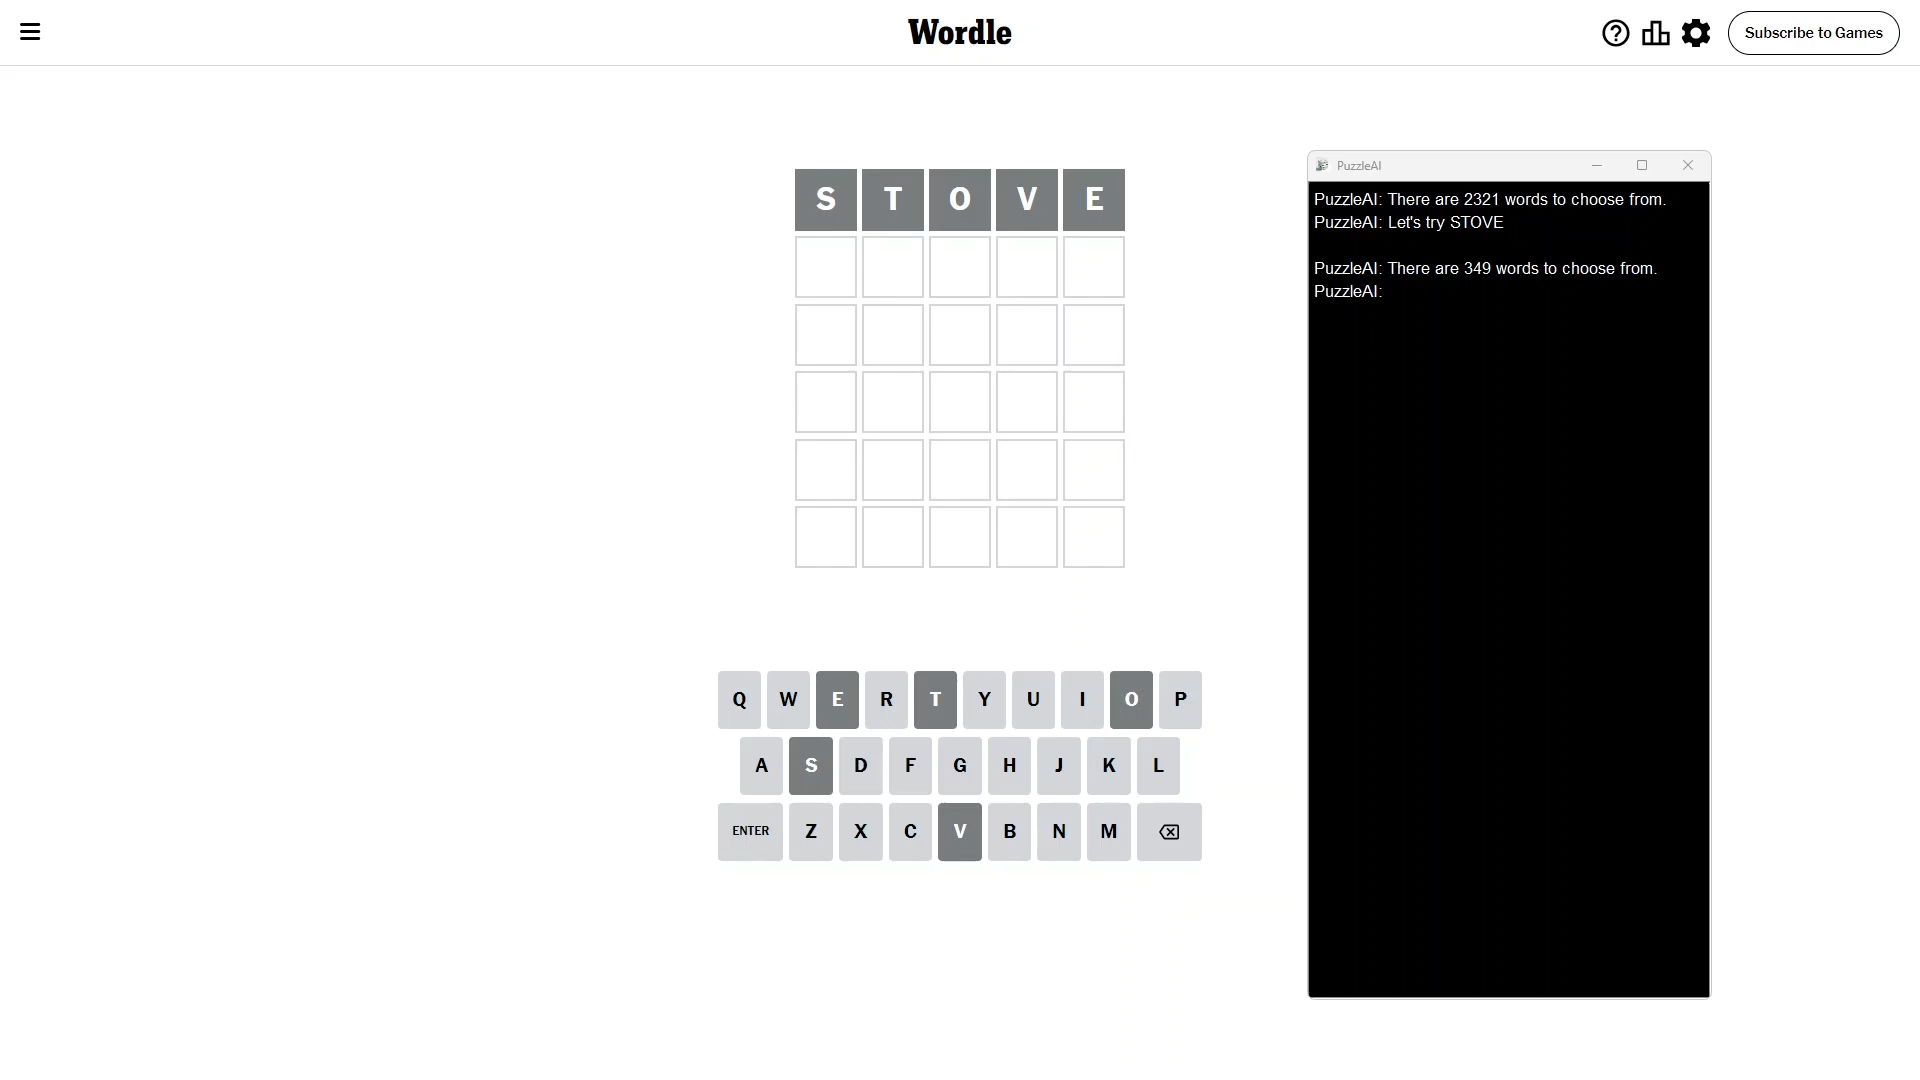 Wordle
Subscribe to Games
S T O V E
PuzzleAI
PuzzleAI: There are 2321 words to choose from.
PuzzleAI: Let's try STOVE
PuzzleAI: There are 349 words to choose from.
PuzzleAI:
Q W E R T Y U I O P
A S D F G H J K L
ENTER Z X C V B N M